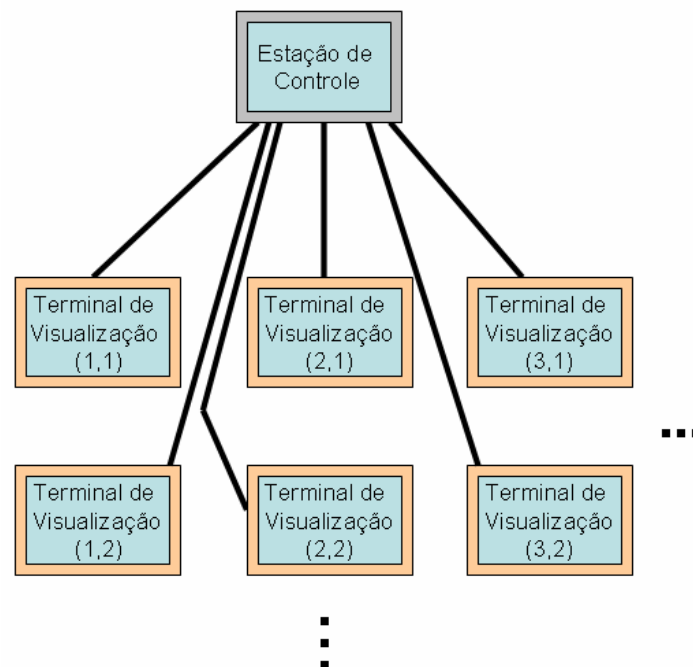 Estação de
Controle
Terminal de
Visualização
(1,1)
Terminal de
Visualização
(2,1)
Terminal de
Visualização
(3,1)
Terminal de
Visualização
(1,2)
Terminal de
Visualização
(2,2)
Terminal de
Visualização
(3,2)